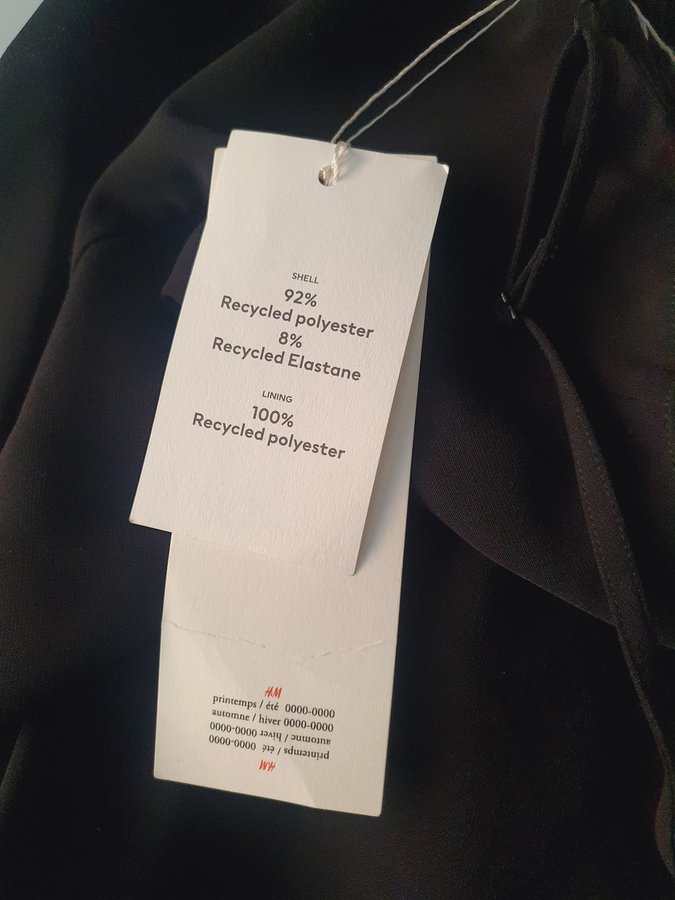 SHELL
92%
Recycled polyester
8%
Recycled Elastane
LINING
100%
Recycled polyester
H&M
printemps / été 0000-0000
automne / hiver 0000-0000
automne / hiver 0000-0000
printemps / été 0000-0000
H&M